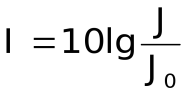 I = 10lg J/J₀